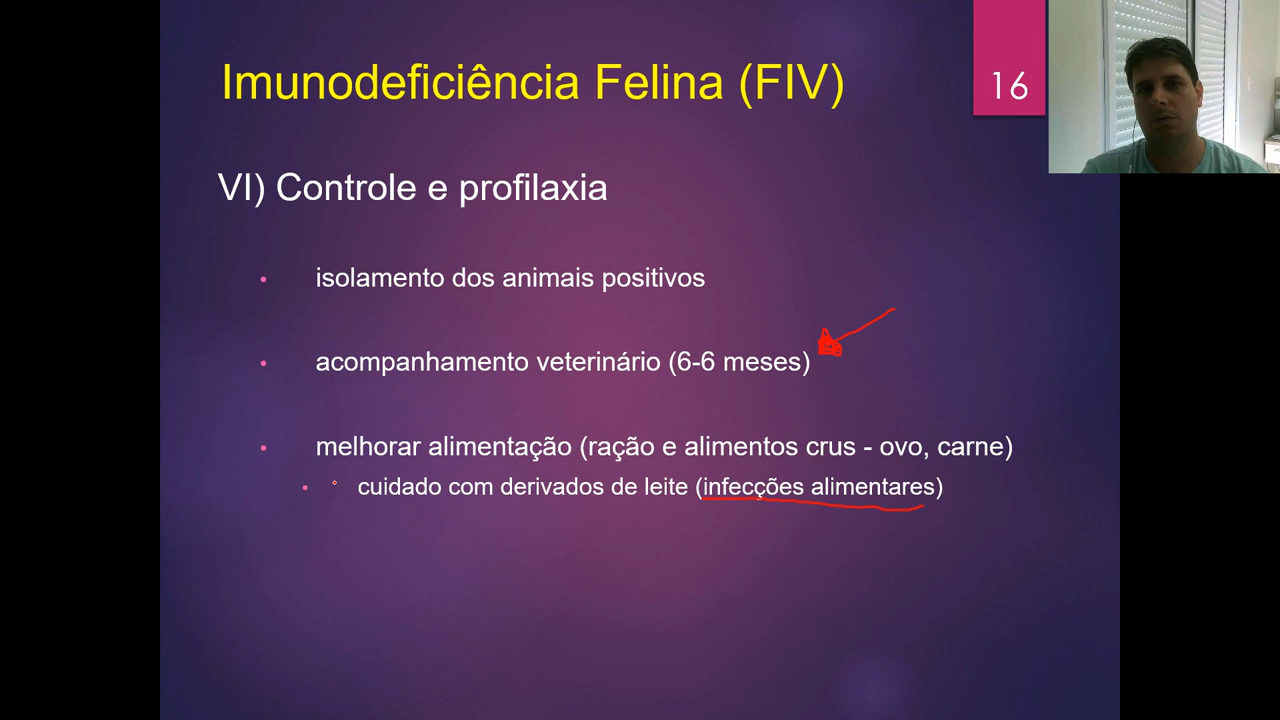 Imunodeficiência Felina (FIV)
16
VI) Controle e profilaxia
• isolamento dos animais positivos
• acompanhamento veterinário (6-6 meses)
• melhorar alimentação (ração e alimentos crus - ovo, carne)
• cuidado com derivados de leite (infecções alimentares)